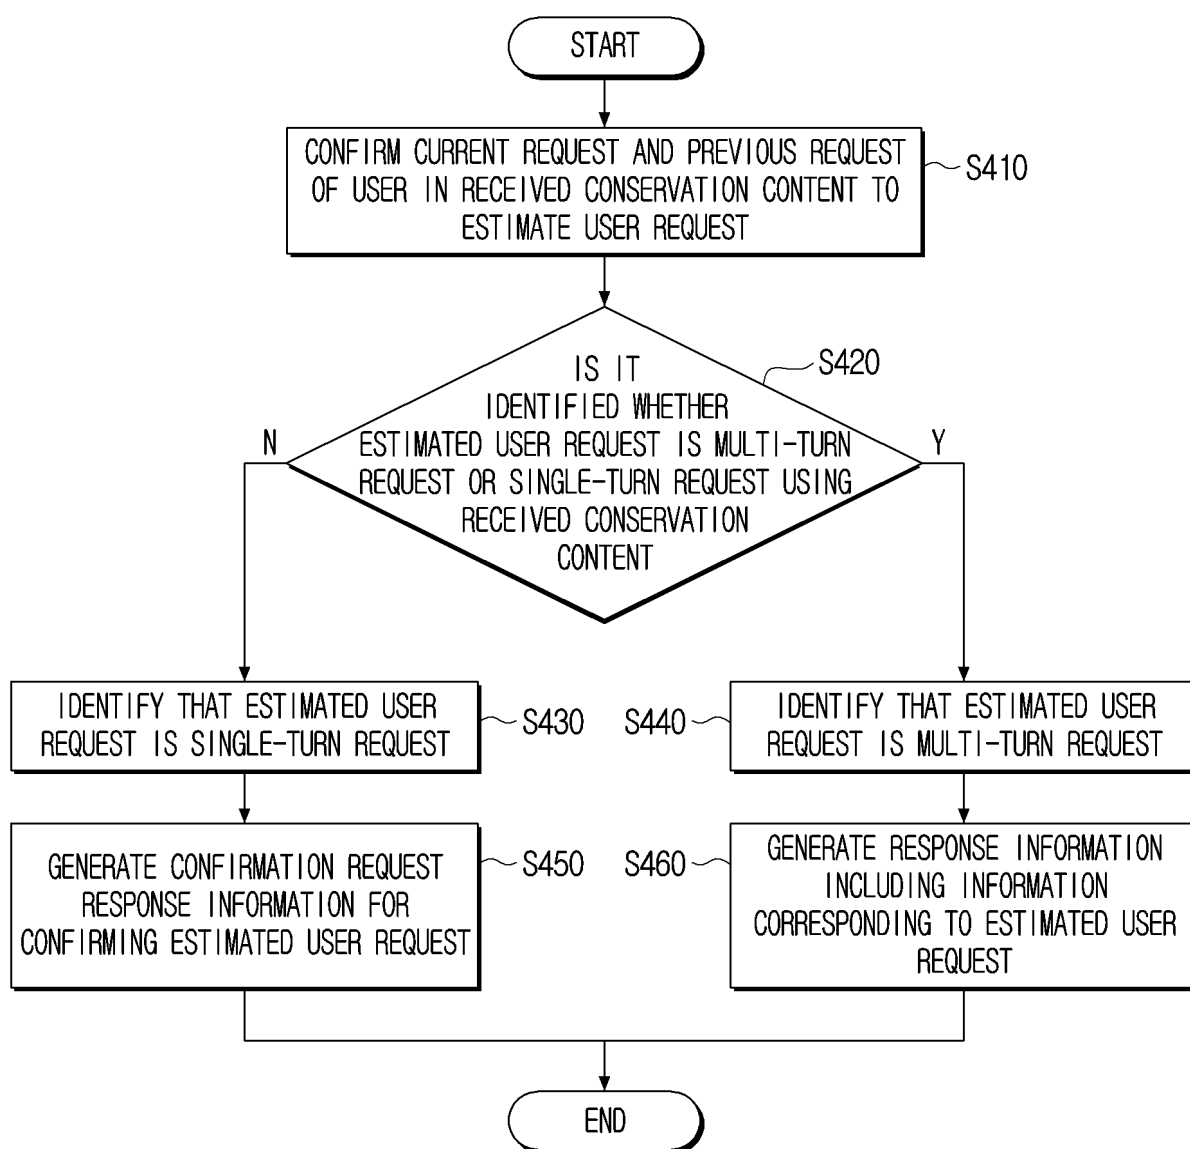 START
CONFIRM CURRENT REQUEST AND PREVIOUS REQUEST
OF USER IN RECEIVED CONSERVATION CONTENT TO
ESTIMATE USER REQUEST
S410
IS IT
IDENTIFIED WHETHER
ESTIMATED USER REQUEST IS MULTI-TURN
REQUEST OR SINGLE-TURN REQUEST USING
RECEIVED CONSERVATION
CONTENT
S420
N
Y
IDENTIFY THAT ESTIMATED USER
REQUEST IS SINGLE-TURN REQUEST
S430
S440
IDENTIFY THAT ESTIMATED USER
REQUEST IS MULTI-TURN REQUEST
GENERATE CONFIRMATION REQUEST
RESPONSE INFORMATION FOR
CONFIRMING ESTIMATED USER REQUEST
S450
S460
GENERATE RESPONSE INFORMATION
INCLUDING INFORMATION
CORRESPONDING TO ESTIMATED USER
REQUEST
END